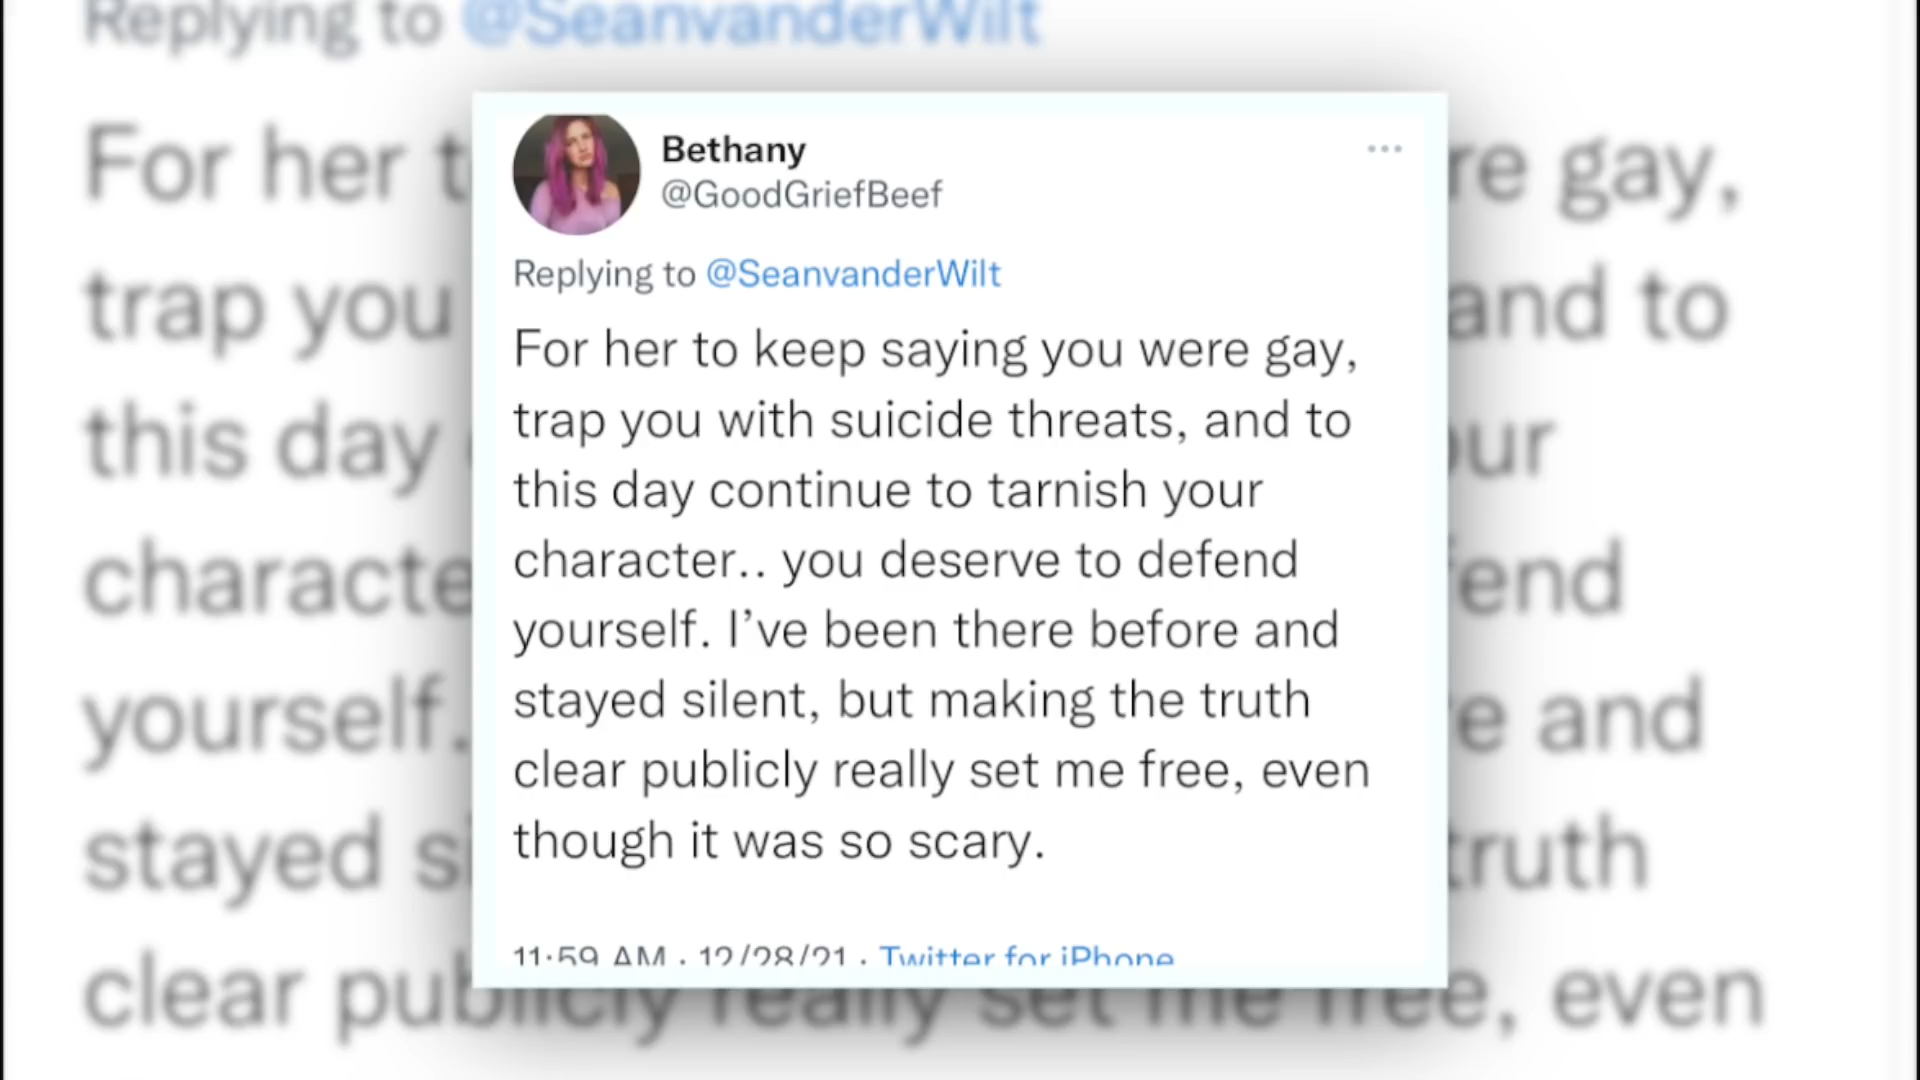 Replying to @SeanvanderWilt
For her t re gay,
trap you and to
this day our
characte fend
yourself. e and
stayed si truth
clear publicly really set me free, even
Bethany
@GoodGriefBeef
Replying to @SeanvanderWilt
For her to keep saying you were gay,
trap you with suicide threats, and to
this day continue to tarnish your
character.. you deserve to defend
yourself. I’ve been there before and
stayed silent, but making the truth
clear publicly really set me free, even
though it was so scary.
11:59 AM · 12/28/21 · Twitter for iPhone